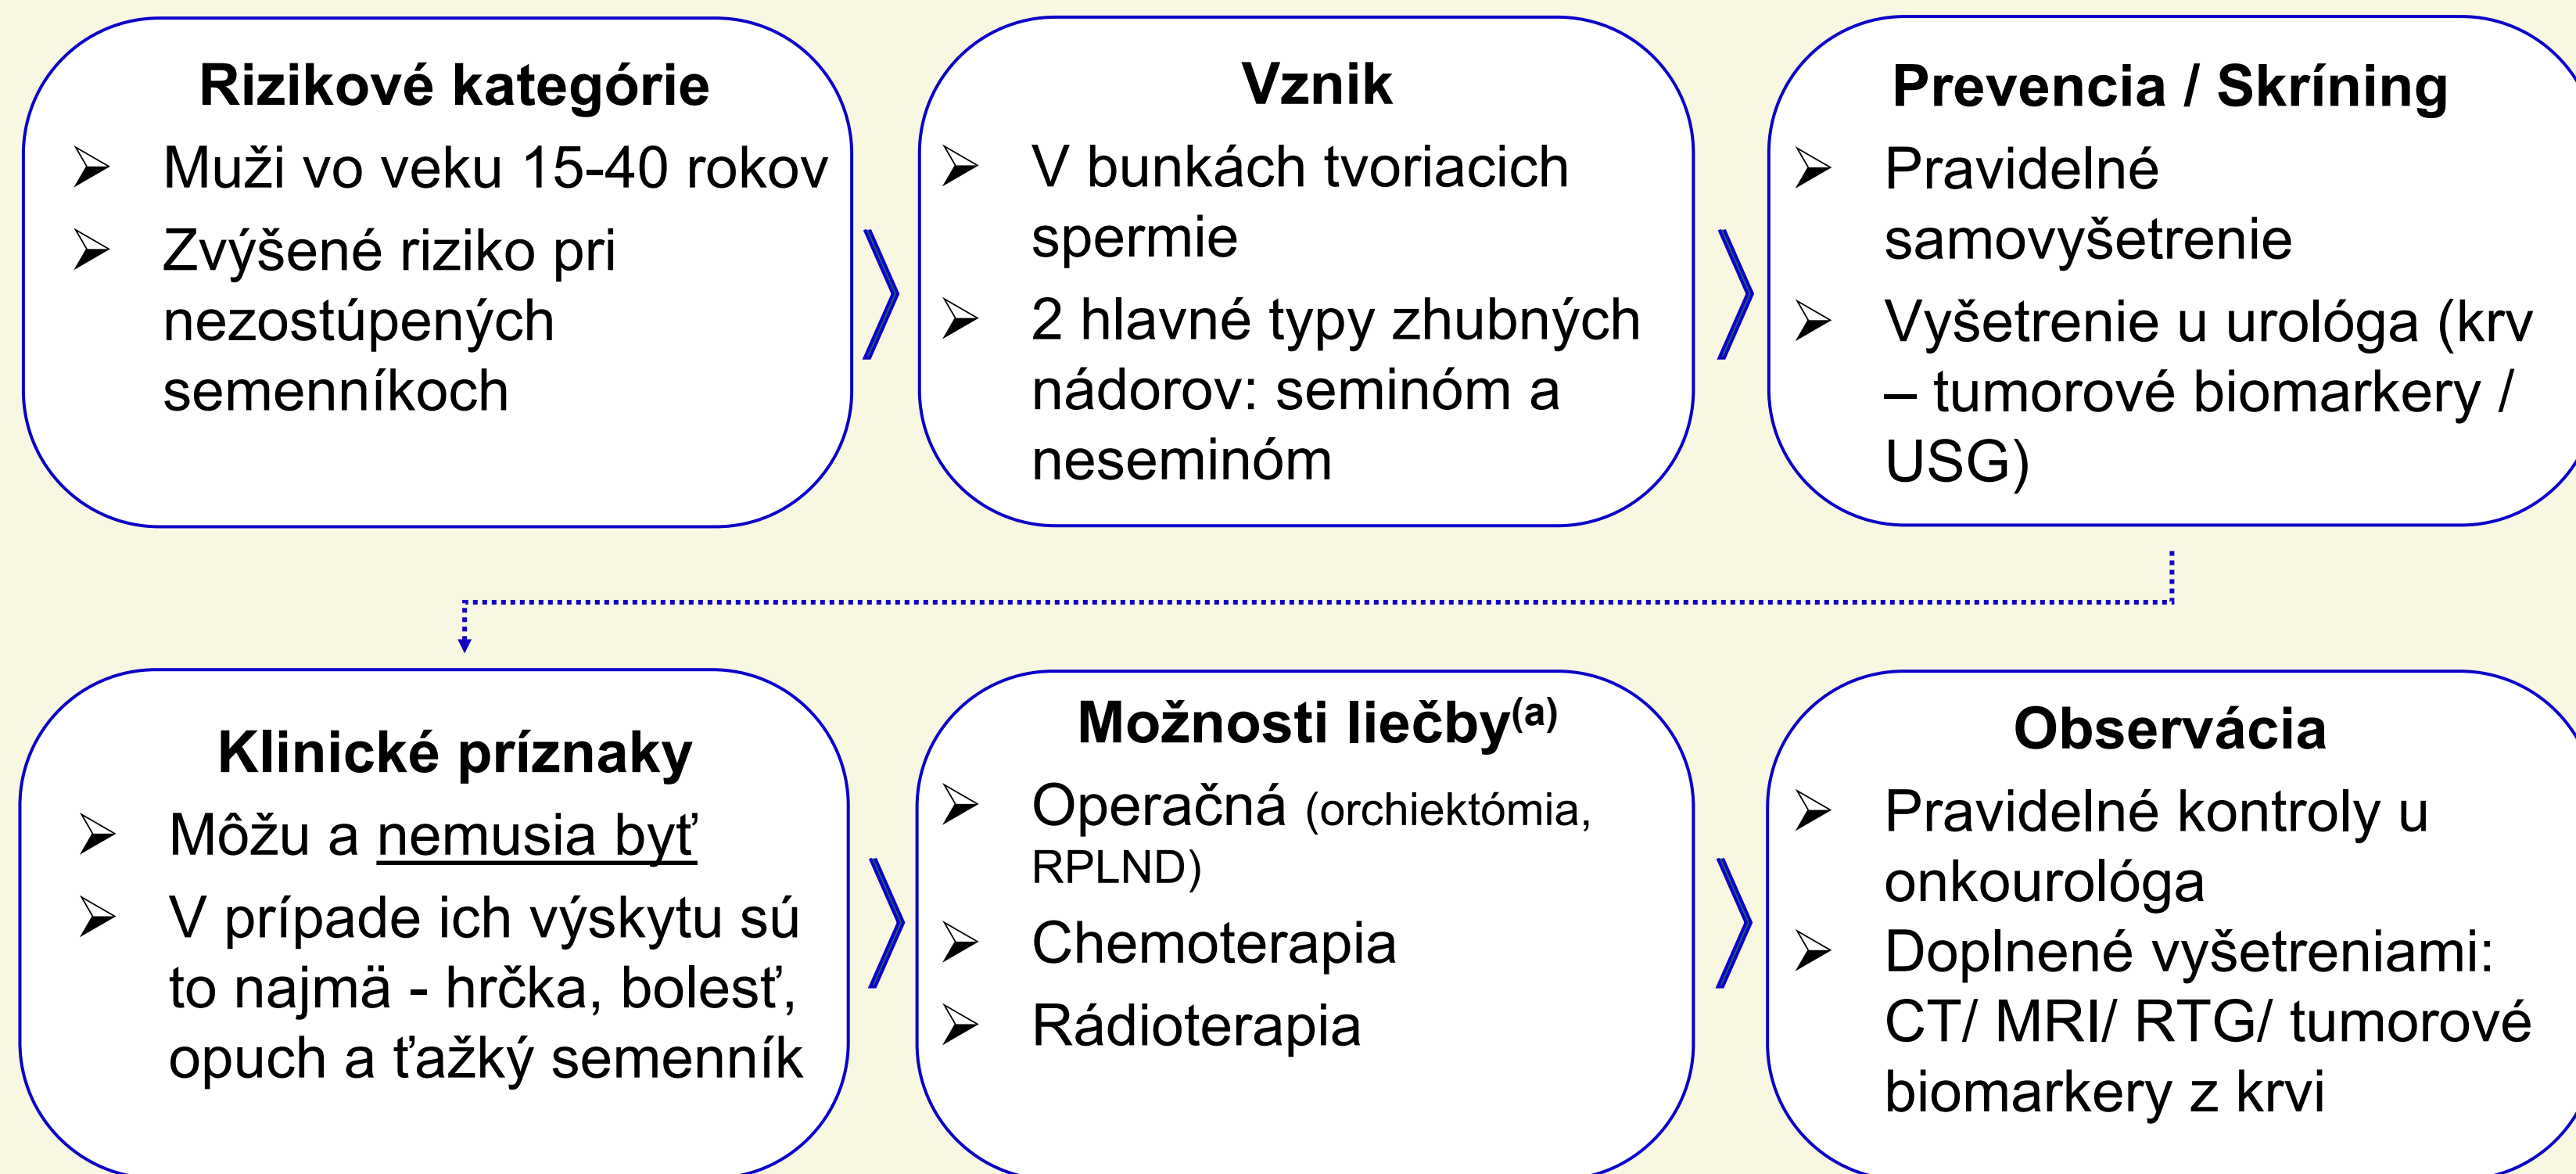 Rizikové kategórie
➢ Muži vo veku 15-40 rokov
➢ Zvýšené riziko pri
nezostúpených
semenníkoch
Vznik
➢ V bunkách tvoriacich
spermie
➢ 2 hlavné typy zhubných
nádorov: seminóm a
neseminóm
Prevencia / Skríning
➢ Pravidelné
samovyšetrenie
➢ Vyšetrenie u urológa (krv
– tumorové biomarkery /
USG)
Klinické príznaky
➢ Môžu a nemusia byť
➢ V prípade ich výskytu sú
to najmä - hrčka, bolesť,
opuch a ťažký semenník
Možnosti liečby(a)
➢ Operačná (orchiektómia,
RPLND)
➢ Chemoterapia
➢ Rádioterapia
Observácia
➢ Pravidelné kontroly u
onkourológa
➢ Doplnené vyšetreniami:
CT/ MRI/ RTG/ tumorové
biomarkery z krvi